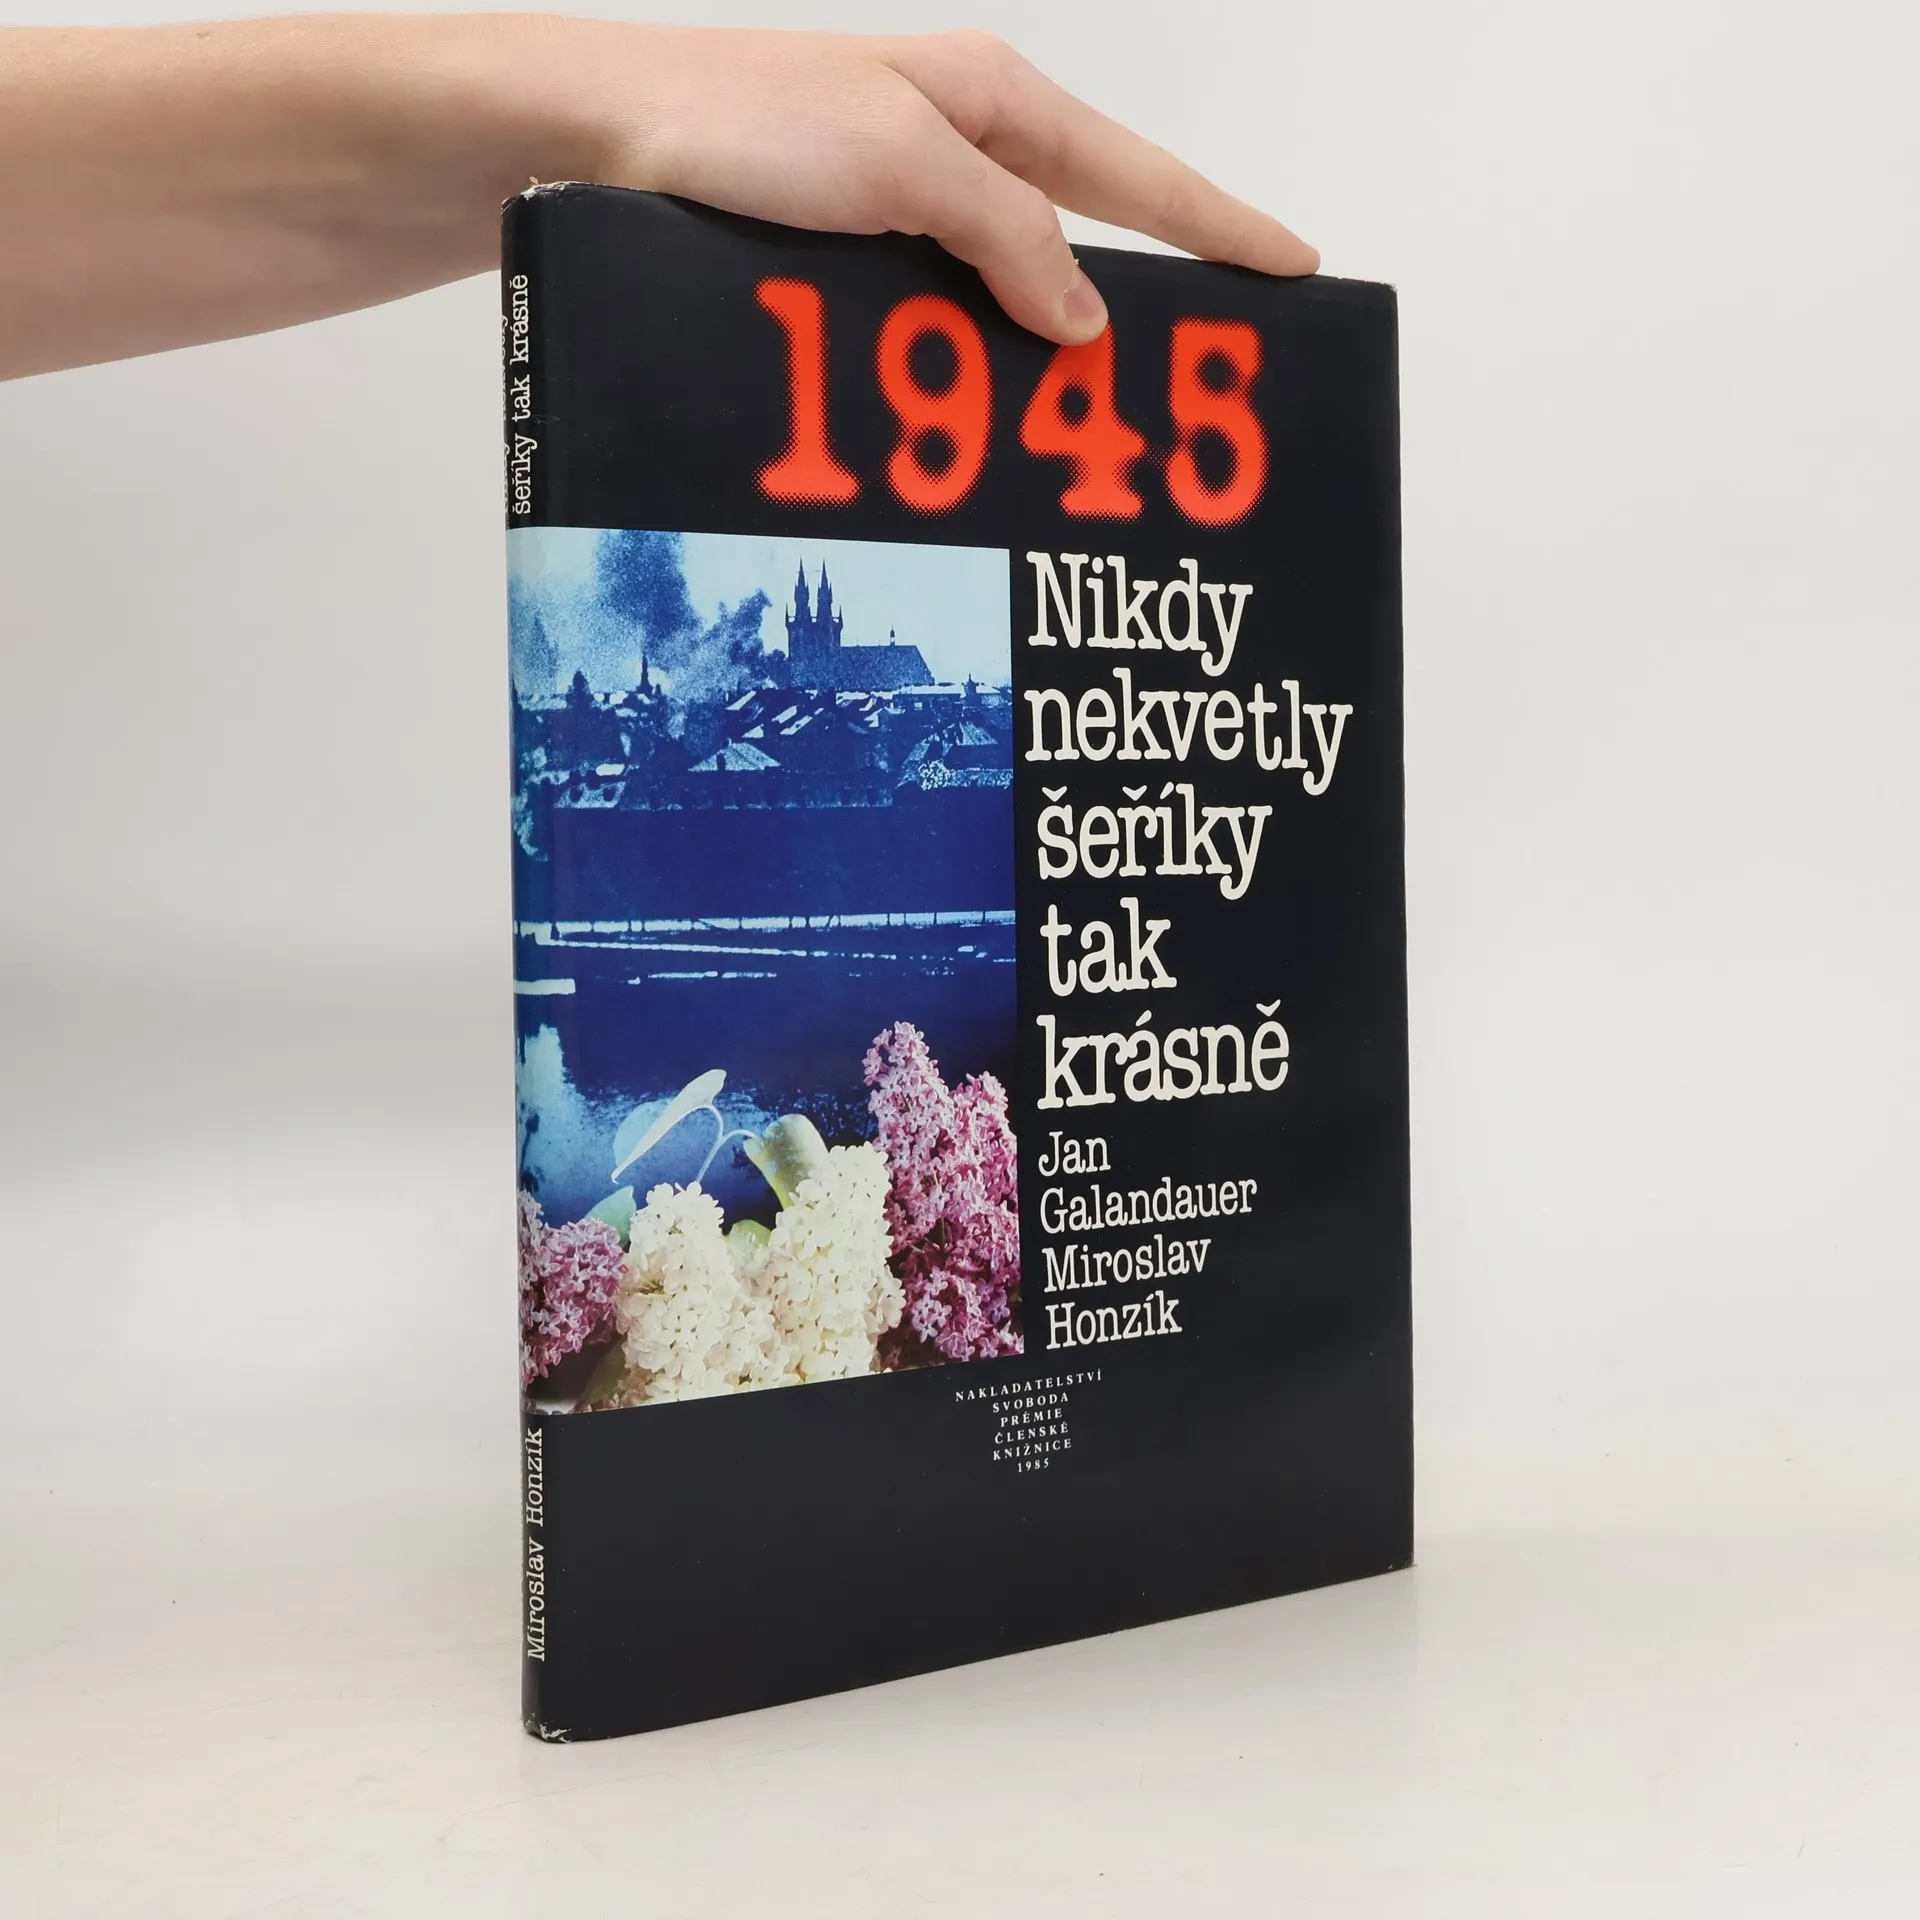 1945
Nikdy
nekvetly
šeříky
tak
krásně
Jan
Galandauer
Miroslav
Honzík
NAKLADATELSTVÍ
SVOBODA
PRÉMIE
ČLENSKÉ
KNIŽNICE
1985
šeříky tak krásně
Miroslav Honzík